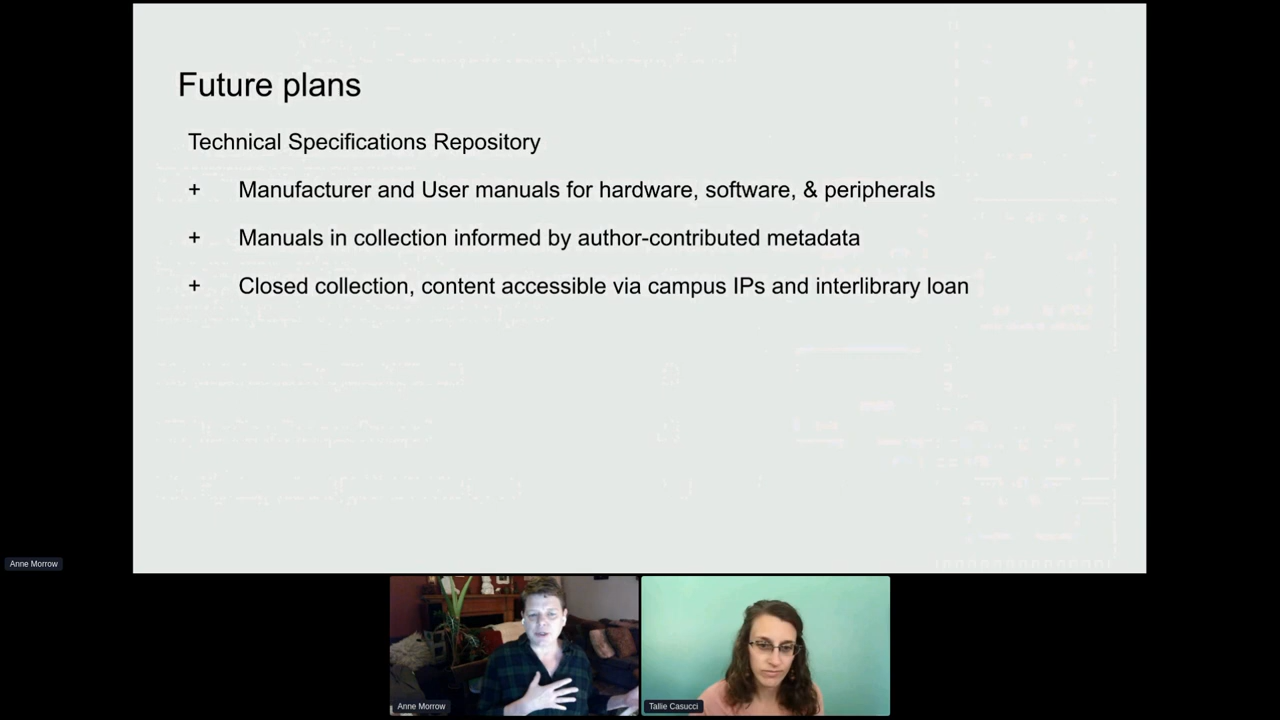 Future plans
Technical Specifications Repository
+ Manufacturer and User manuals for hardware, software, & peripherals
+ Manuals in collection informed by author-contributed metadata
+ Closed collection, content accessible via campus IPs and interlibrary loan
Anne Morrow
Anne Morrow
Tallie Casucci